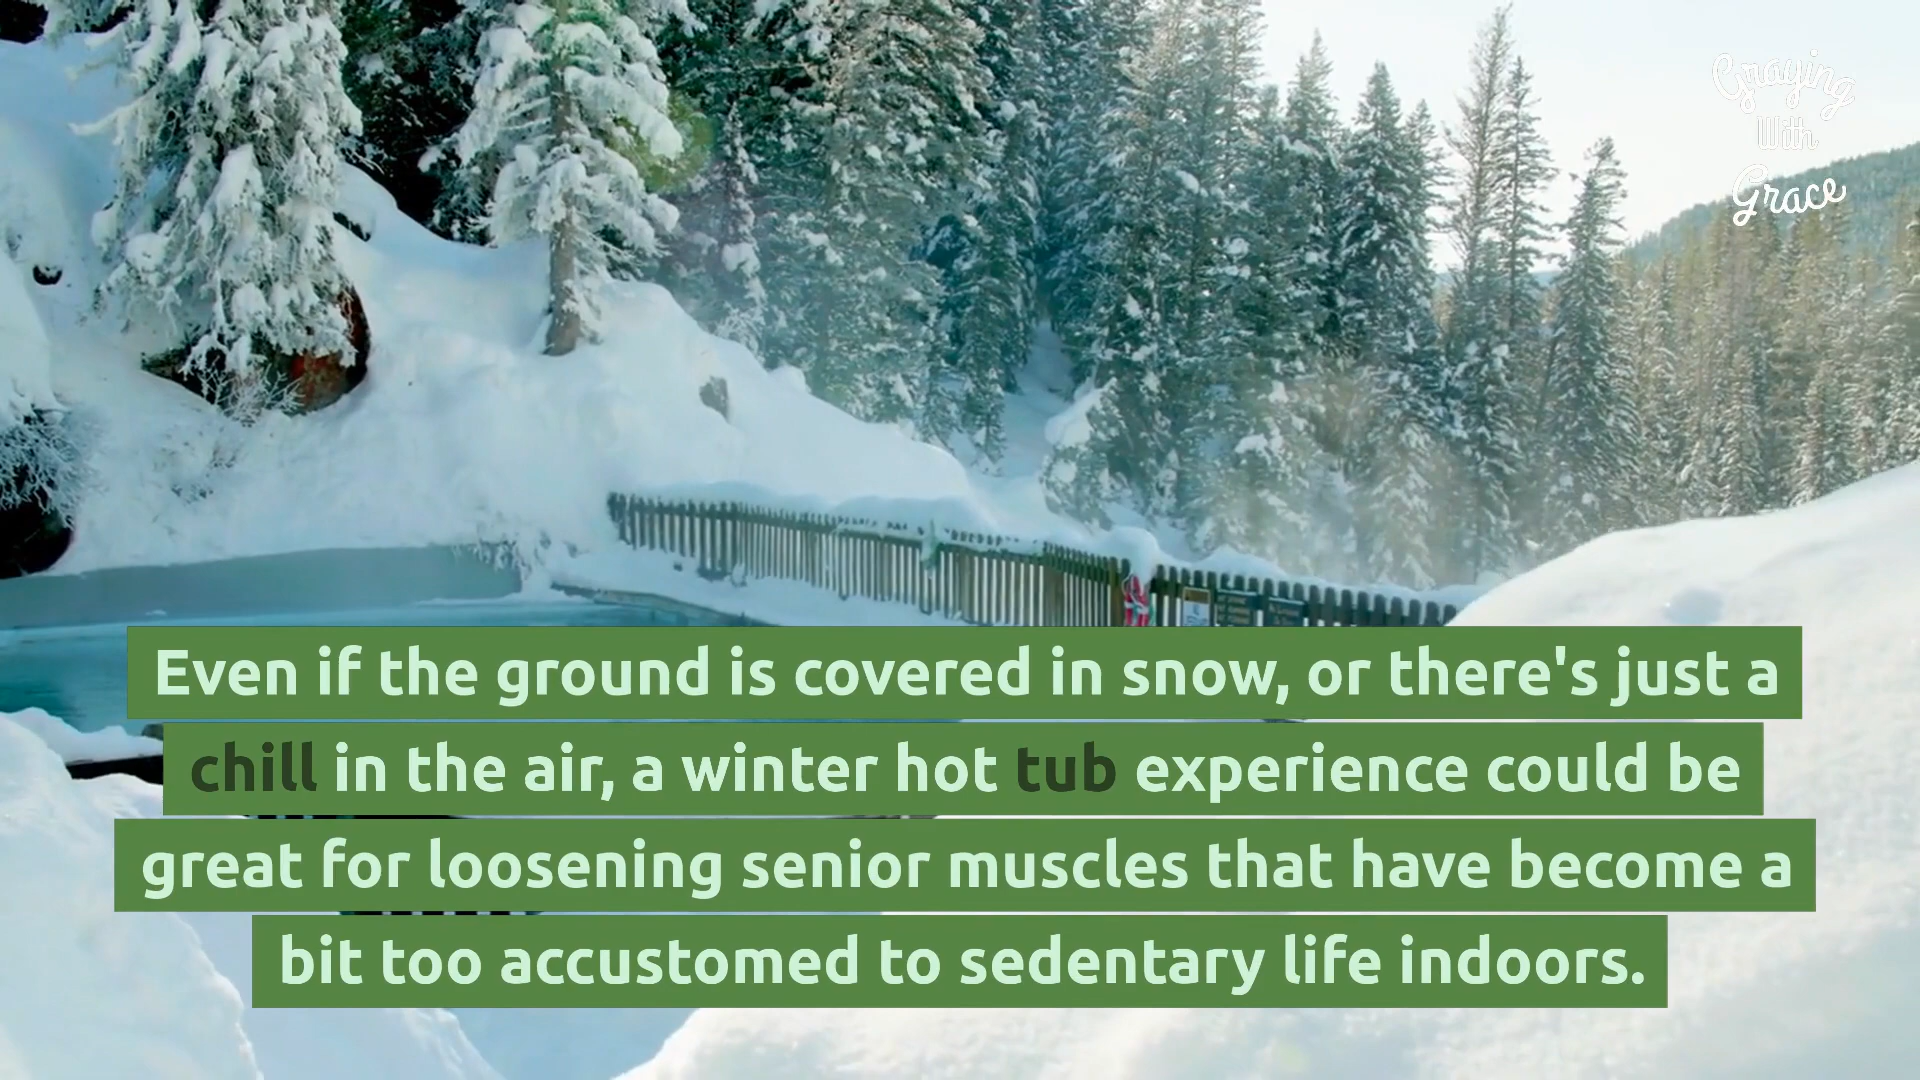 Graying
With
Grace
Even if the ground is covered in snow, or there's just a
chill in the air, a winter hot tub experience could be
great for loosening senior muscles that have become a
bit too accustomed to sedentary life indoors.